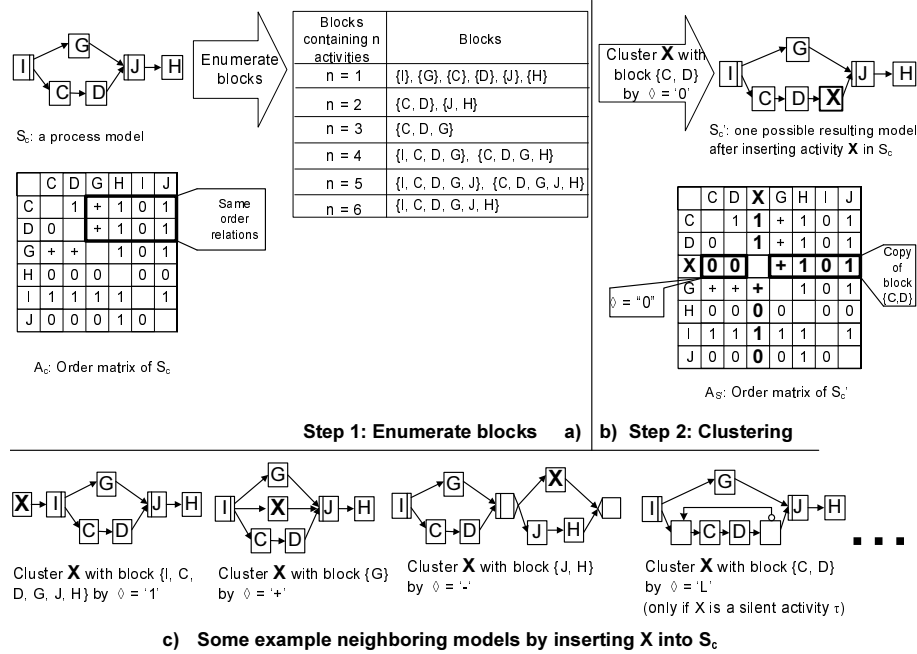 I G J H
C D
Sc: a process model
Enumerate blocks
Blocks containing n activities | Blocks
n = 1 | {I}, {G}, {C}, {D}, {J}, {H}
n = 2 | {C, D}, {J, H}
n = 3 | {C, D, G}
n = 4 | {I, C, D, G}, {C, D, G, H}
n = 5 | {I, C, D, G, J}, {C, D, G, J, H}
n = 6 | {I, C, D, G, J, H}
C D G H I J
C 1 + 1 0 1
D 0 + 1 0 1
G + + 1 0 1
H 0 0 0 0 0
I 1 1 1 1 1
J 0 0 0 1 0
Same order relations
Ac: Order matrix of Sc
Step 1: Enumerate blocks a)
Cluster X with block {C, D} by ◊ = '0'
I G J H
C D X
Sc': one possible resulting model
after inserting activity X in Sc
C D X G H I J
C 1 1 + 1 0 1
D 0 1 + 1 0 1
X 0 0 + 1 0 1
G + + + 1 0 1
H 0 0 0 0 0 0
I 1 1 1 1 1 1
J 0 0 0 0 1 0
◊ = "0"
Copy of block {C,D}
AS': Order matrix of Sc'
b) Step 2: Clustering
X I G J H
C D
Cluster X with block {I, C,
D, G, J, H} by ◊ = '1'
G
I X J H
C D
Cluster X with block {G}
by ◊ = '+'
I G X
C D J H
Cluster X with block {J, H}
by ◊ = '-'
I G J H
C D
Cluster X with block {C, D}
by ◊ = 'L'
(only if X is a silent activity τ)
...
c) Some example neighboring models by inserting X into Sc